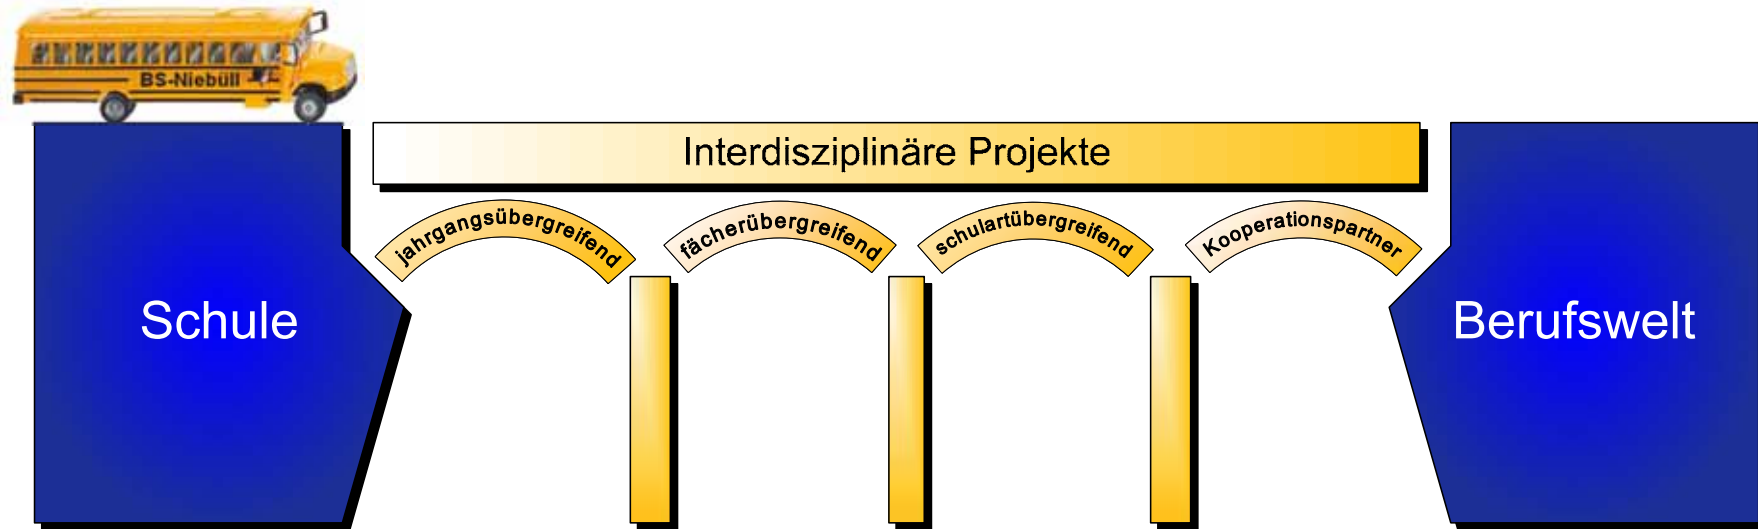 BS-Niebüll
Interdisziplinäre Projekte
jahrgangsübergreifend
fächerübergreifend
schulartübergreifend
Kooperationspartner
Schule
Berufswelt